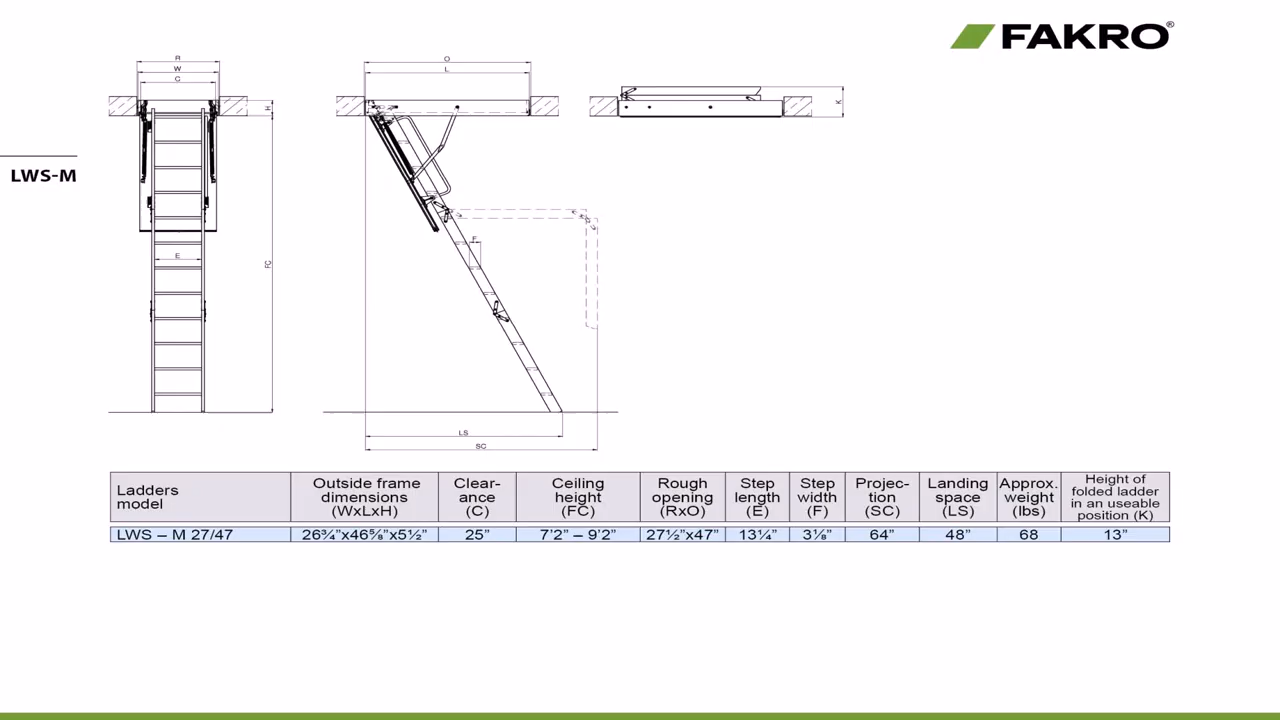 FAKRO®
R
W
C
H
E
FC
O
L
F
LS
SC
K
LWS-M
Ladders model
Outside frame dimensions (WxLxH)
Clear-ance (C)
Ceiling height (FC)
Rough opening (RxO)
Step length (E)
Step width (F)
Projec-tion (SC)
Landing space (LS)
Approx. weight (lbs)
Height of folded ladder in an useable position (K)
LWS – M 27/47
26¾”x46⅝”x5½”
25”
7’2” – 9’2”
27½”x47”
13¼”
3⅛”
64”
48”
68
13”